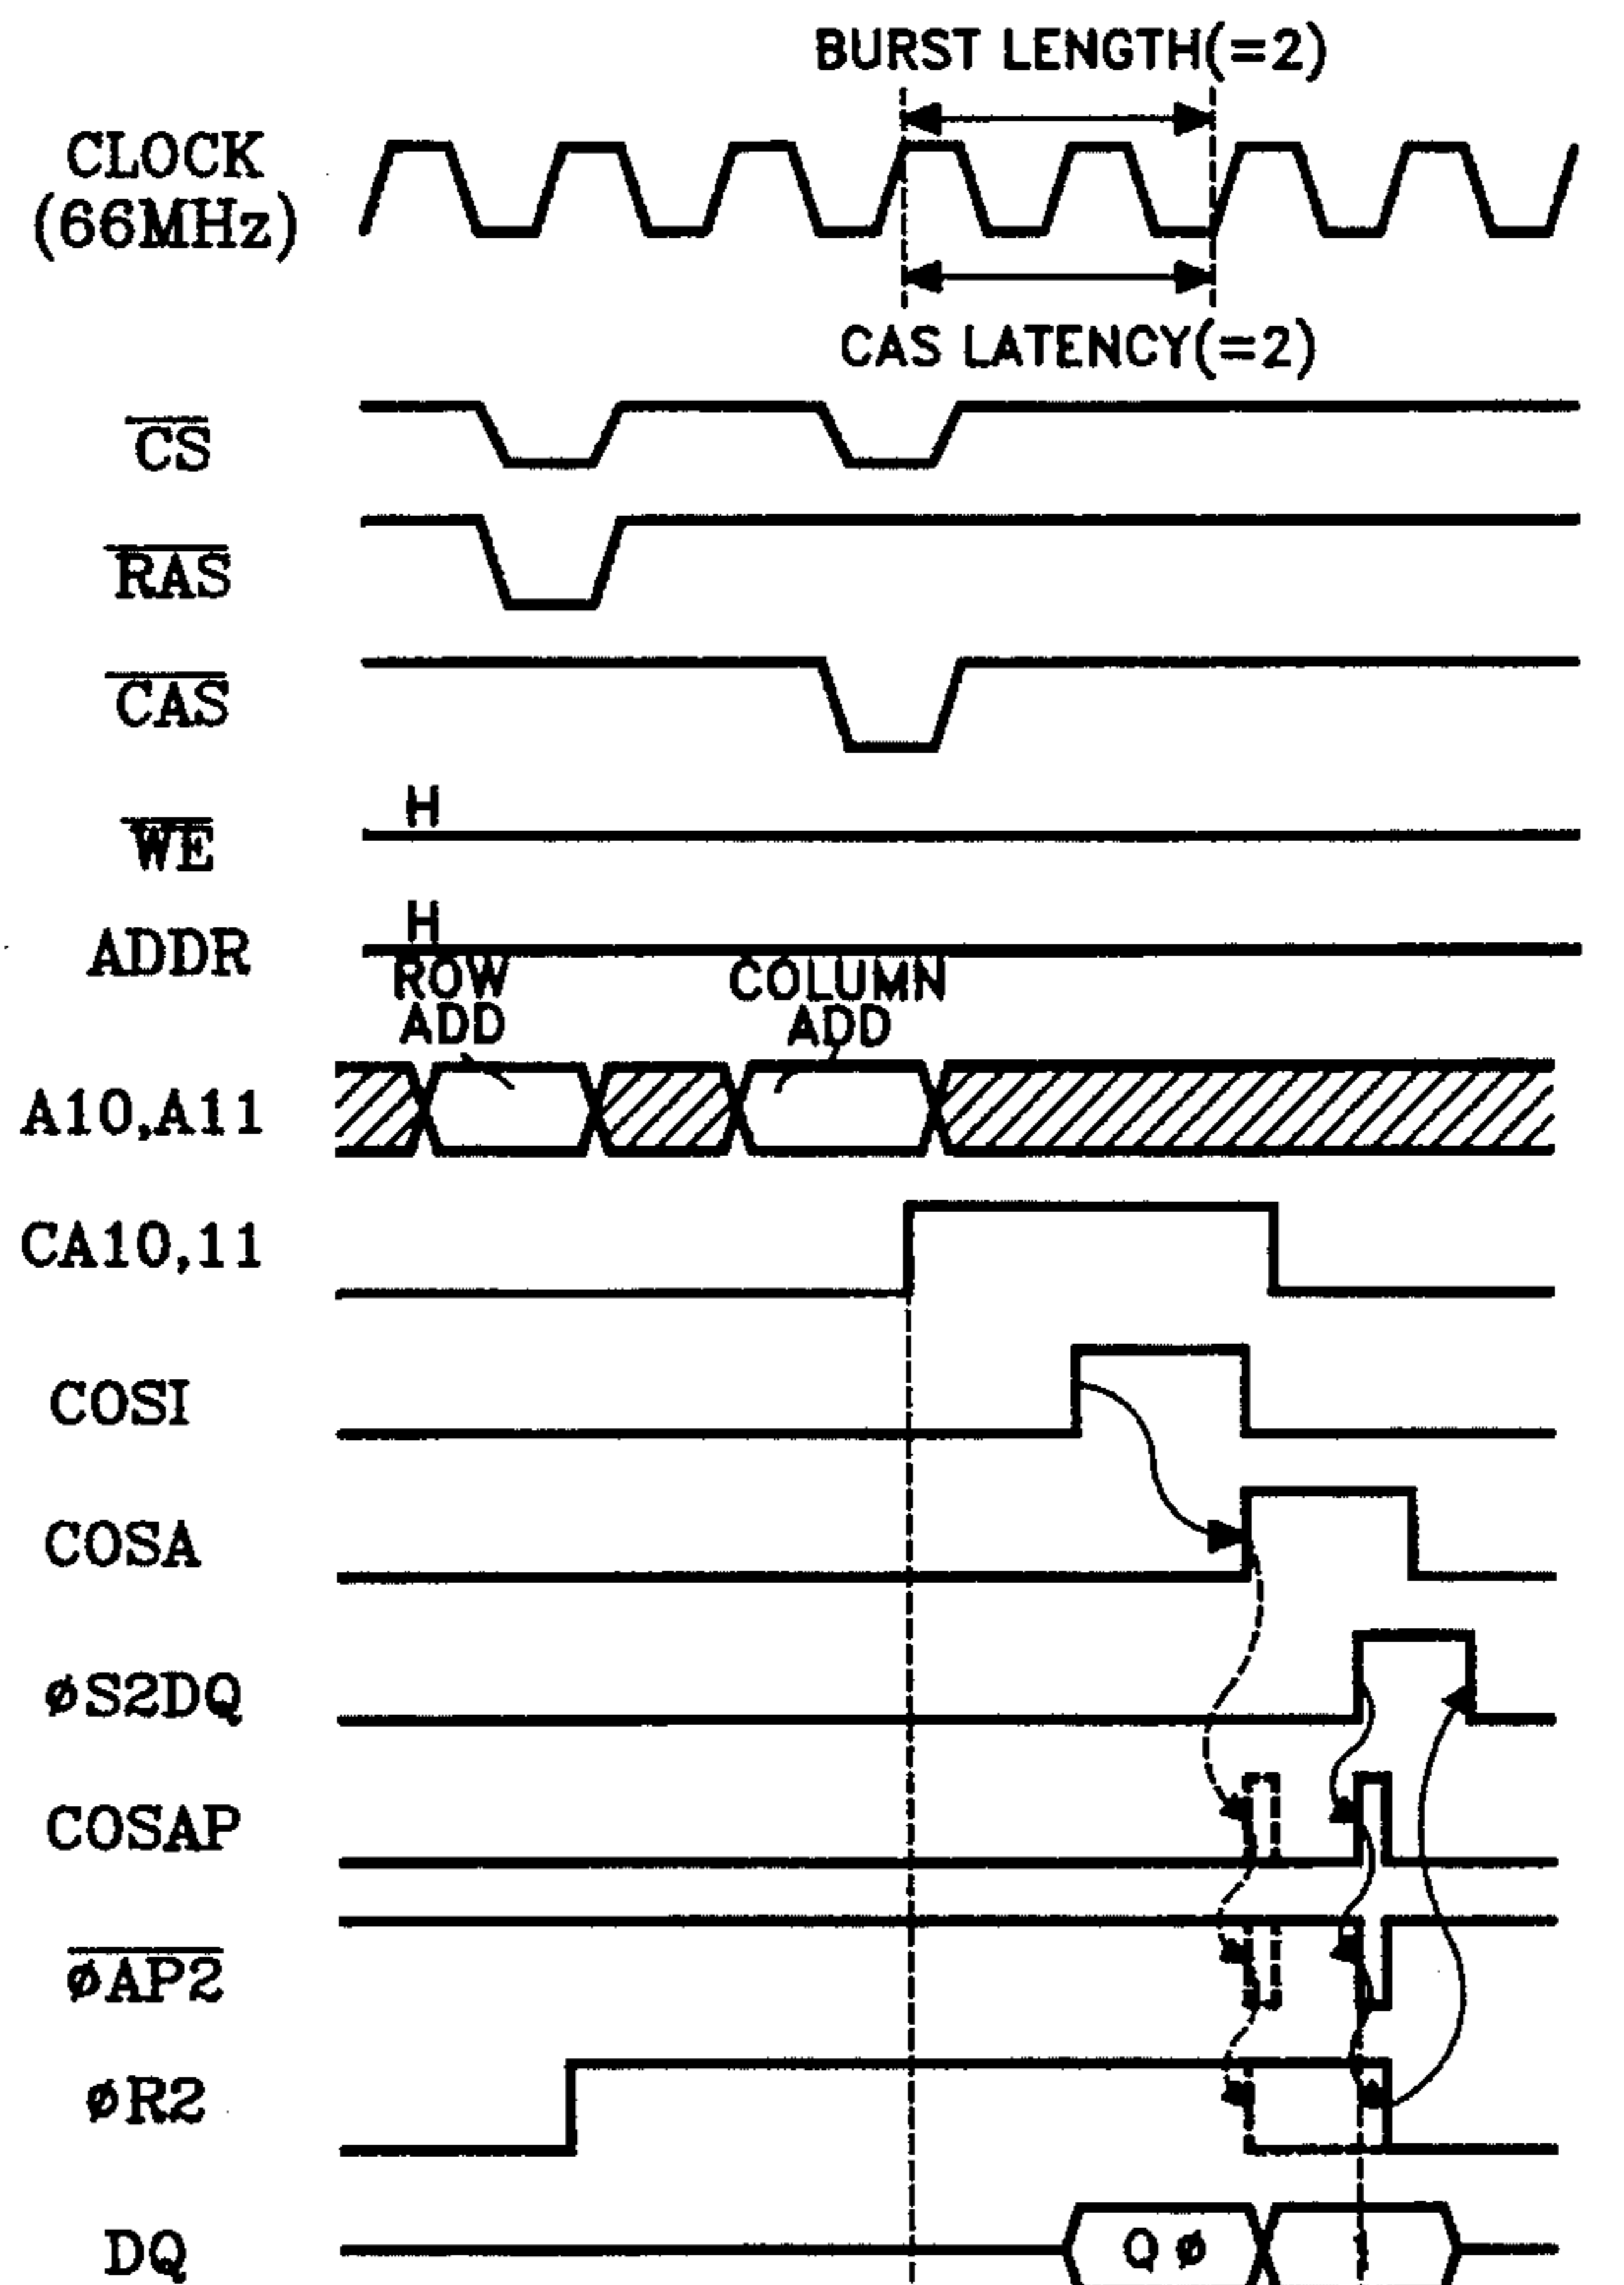 BURST LENGTH(=2)
CLOCK
(66MHz)
CAS LATENCY(=2)
CS
RAS
CAS
H
WE
H
ADDR
ROW
ADD
COLUMN
ADD
A10,A11
CA10,11
COSI
COSA
øS2DQ
COSAP
øAP2
øR2
DQ
Q ø